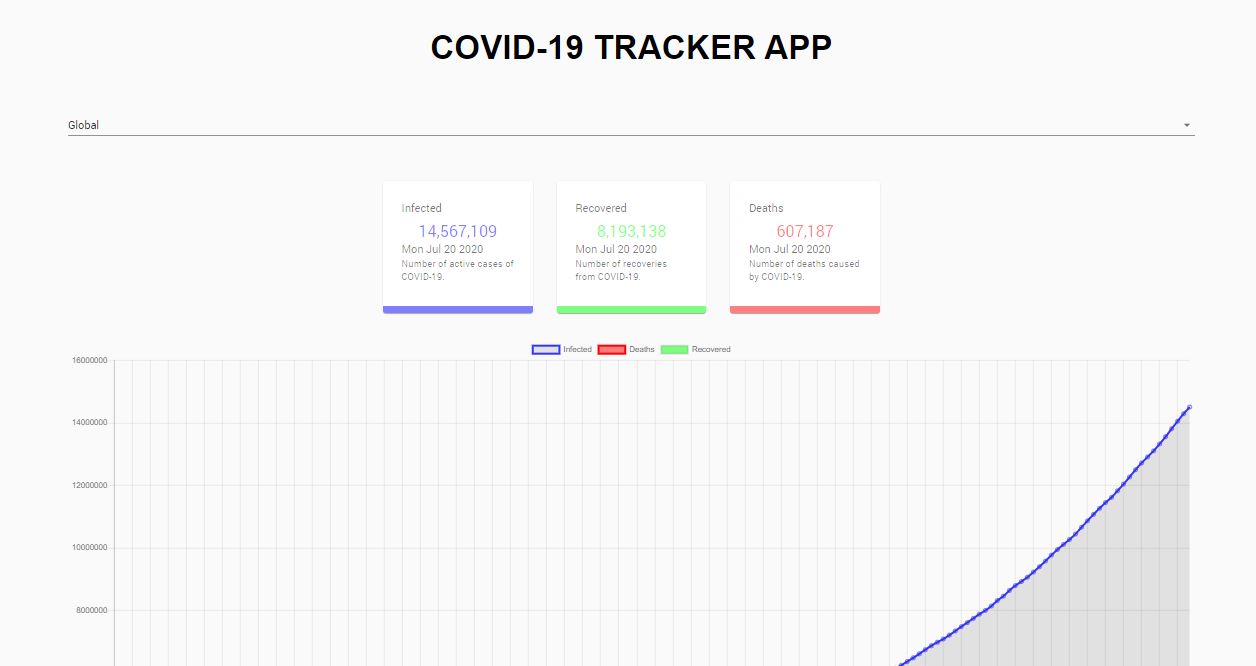 COVID-19 TRACKER APP
Global
Infected
14,567,109
Mon Jul 20 2020
Number of active cases of
COVID-19.
Recovered
8,193,138
Mon Jul 20 2020
Number of recoveries
from COVID-19.
Deaths
607,187
Mon Jul 20 2020
Number of deaths caused
by COVID-19.
Infected Deaths Recovered
16000000
14000000
12000000
10000000
8000000